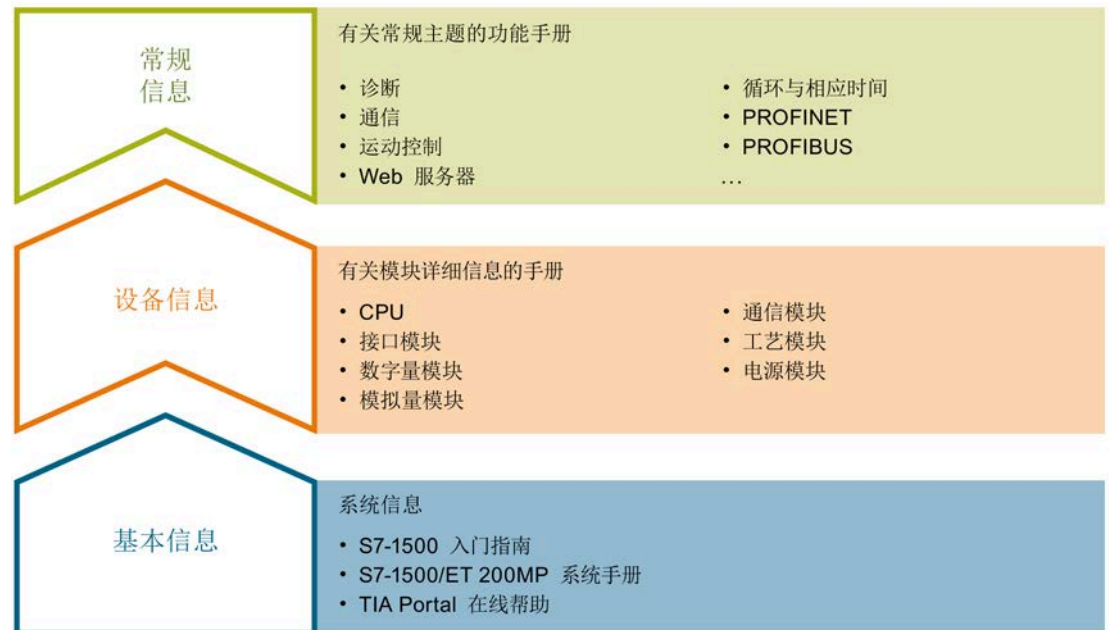 常规
信息
有关常规主题的功能手册
• 诊断
• 通信
• 运动控制
• Web 服务器
• 循环与相应时间
• PROFINET
• PROFIBUS
...
设备信息
有关模块详细信息的手册
• CPU
• 接口模块
• 数字量模块
• 模拟量模块
• 通信模块
• 工艺模块
• 电源模块
基本信息
系统信息
• S7-1500 入门指南
• S7-1500/ET 200MP 系统手册
• TIA Portal 在线帮助